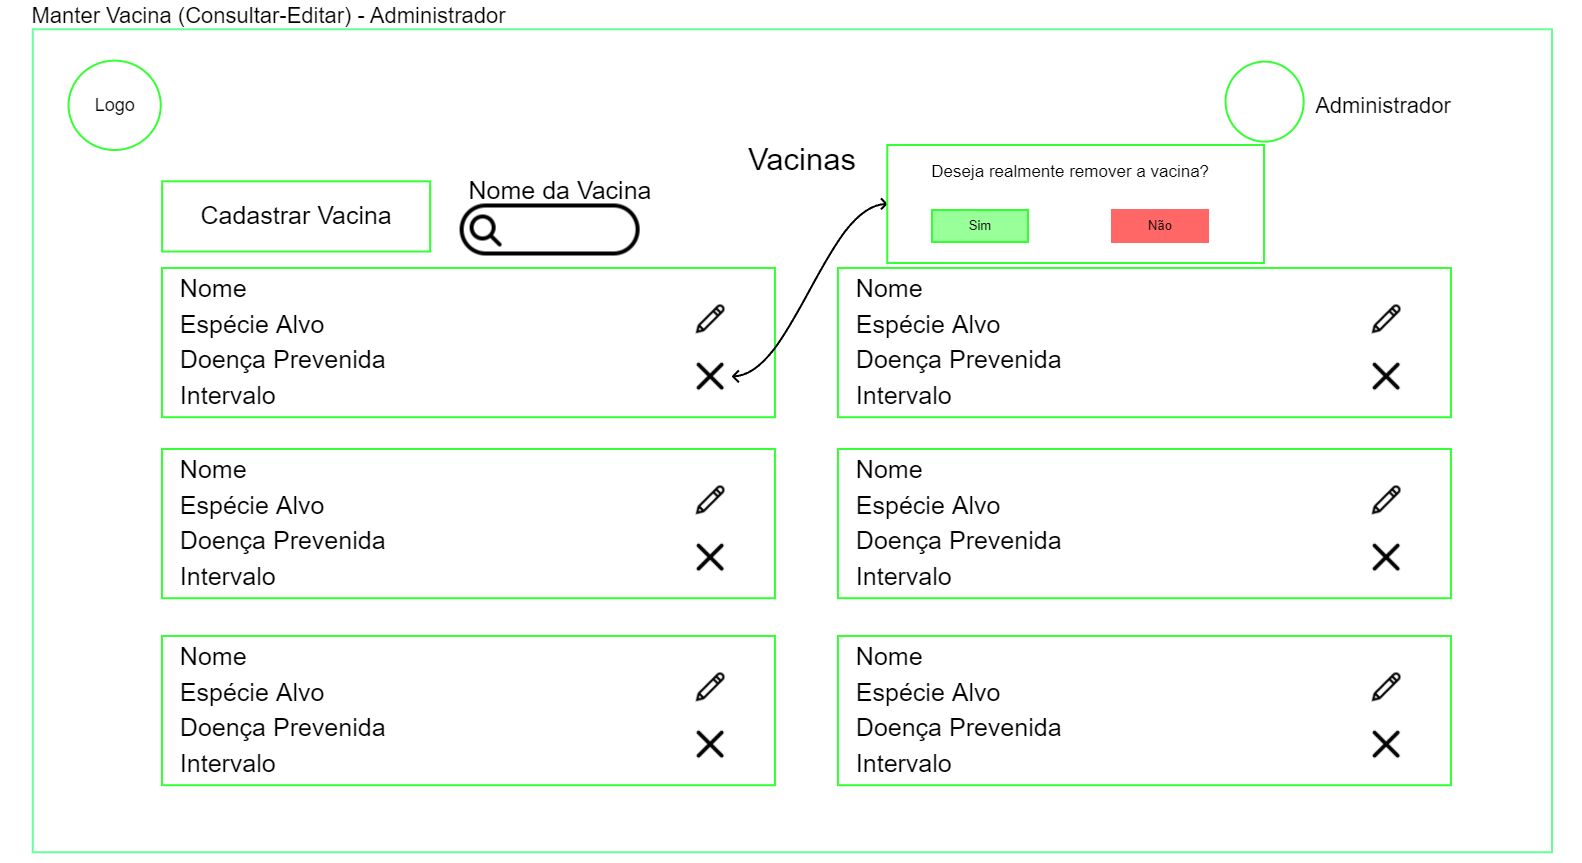 Manter Vacina (Consultar-Editar) - Administrador
Logo
Administrador
Vacinas
Deseja realmente remover a vacina?
Sim
Não
Cadastrar Vacina
Nome da Vacina
Nome
Espécie Alvo
Doença Prevenida
Intervalo
Nome
Espécie Alvo
Doença Prevenida
Intervalo
Nome
Espécie Alvo
Doença Prevenida
Intervalo
Nome
Espécie Alvo
Doença Prevenida
Intervalo
Nome
Espécie Alvo
Doença Prevenida
Intervalo
Nome
Espécie Alvo
Doença Prevenida
Intervalo